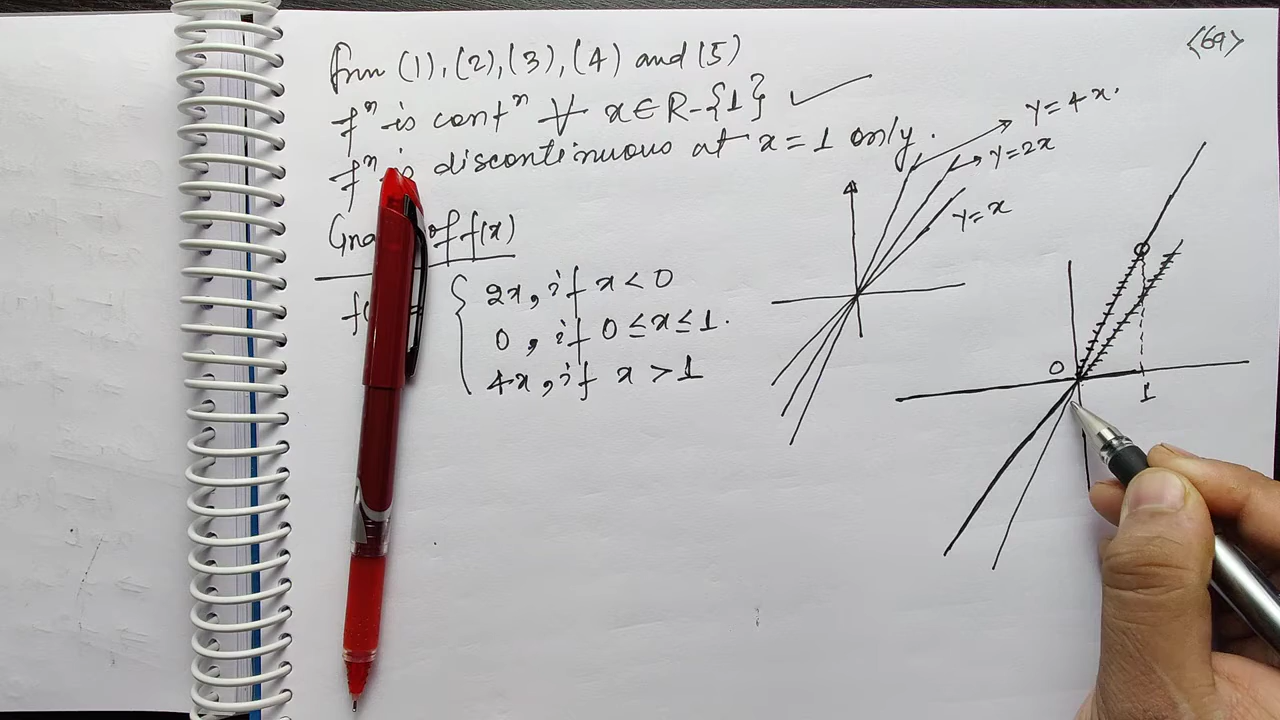 <69>
from (1), (2), (3), (4) and (5)
fⁿ is contⁿ ∀ x ∈ R-{1} ✓
fⁿ is discontinuous at x = 1 only.
of f(x)
2x, if x < 0
0, if 0 ≤ x ≤ 1.
4x, if x > 1
y = 4x.
y = 2x
y = x
0
1